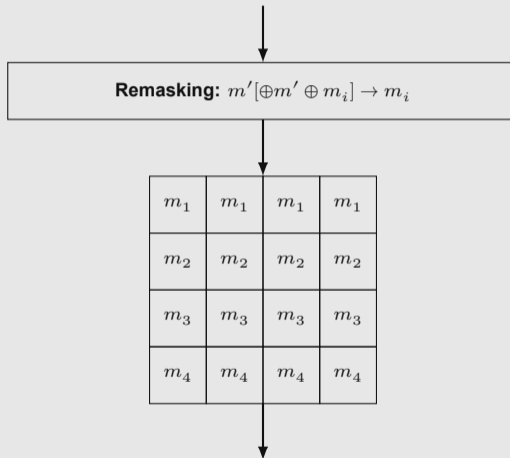 Remasking: m′[⊕m′ ⊕ mᵢ] → mᵢ
m₁ m₁ m₁ m₁
m₂ m₂ m₂ m₂
m₃ m₃ m₃ m₃
m₄ m₄ m₄ m₄